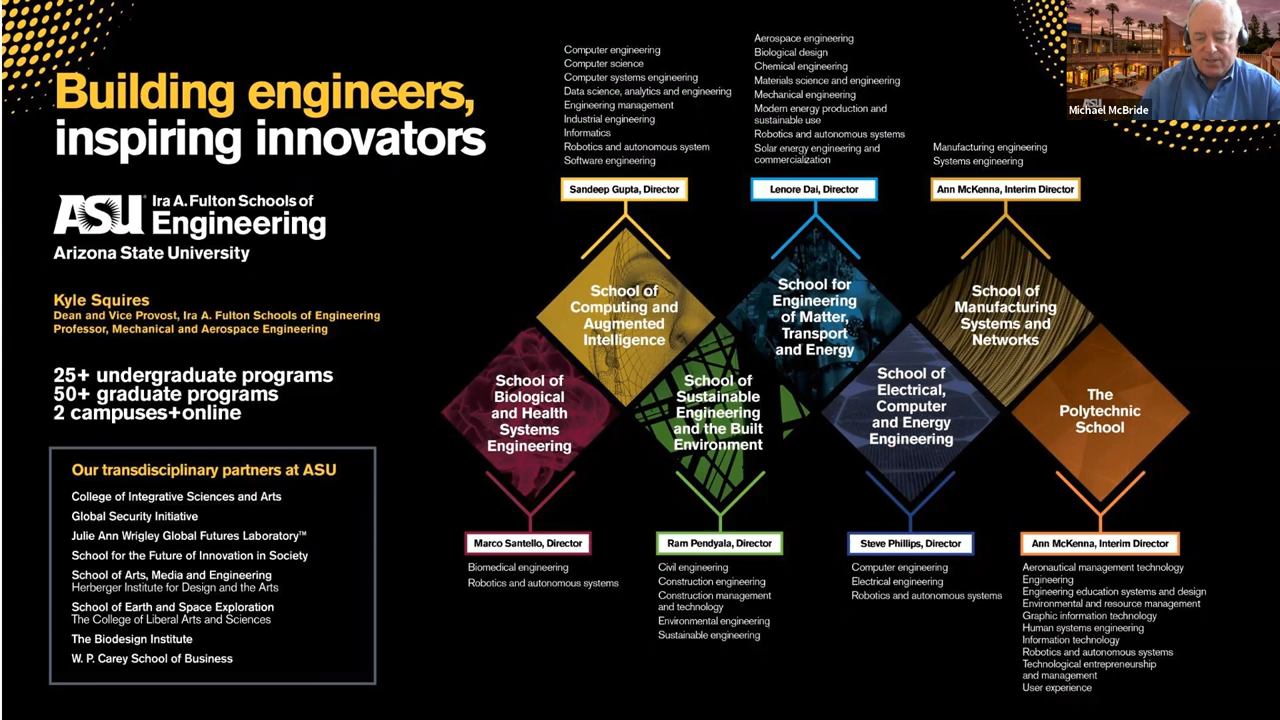 Building engineers,
inspiring innovators
ASU Ira A. Fulton Schools of
Engineering
Arizona State University
Kyle Squires
Dean and Vice Provost, Ira A. Fulton Schools of Engineering
Professor, Mechanical and Aerospace Engineering
25+ undergraduate programs
50+ graduate programs
2 campuses+online
Our transdisciplinary partners at ASU
College of Integrative Sciences and Arts
Global Security Initiative
Julie Ann Wrigley Global Futures Laboratory™
School for the Future of Innovation in Society
School of Arts, Media and Engineering
Herberger Institute for Design and the Arts
School of Earth and Space Exploration
The College of Liberal Arts and Sciences
The Biodesign Institute
W. P. Carey School of Business
Computer engineering
Computer science
Computer systems engineering
Data science, analytics and engineering
Engineering management
Industrial engineering
Informatics
Robotics and autonomous system
Software engineering
Sandeep Gupta, Director
School of
Computing and
Augmented
Intelligence
Aerospace engineering
Biological design
Chemical engineering
Materials science and engineering
Mechanical engineering
Modern energy production and
sustainable use
Robotics and autonomous systems
Solar energy engineering and
commercialization
Lenore Dai, Director
School for
Engineering
of Matter,
Transport
and Energy
Manufacturing engineering
Systems engineering
Ann McKenna, Interim Director
School of
Manufacturing
Systems and
Networks
School of
Biological
and Health
Systems
Engineering
Marco Santello, Director
Biomedical engineering
Robotics and autonomous systems
School of
Sustainable
Engineering
and the Built
Environment
Ram Pendyala, Director
Civil engineering
Construction engineering
Construction management
and technology
Environmental engineering
Sustainable engineering
School of
Electrical,
Computer
and Energy
Engineering
Steve Phillips, Director
Computer engineering
Electrical engineering
Robotics and autonomous systems
The
Polytechnic
School
Ann McKenna, Interim Director
Aeronautical management technology
Engineering
Engineering education systems and design
Environmental and resource management
Graphic information technology
Human systems engineering
Information technology
Robotics and autonomous systems
Technological entrepreneurship
and management
User experience
ASU
Michael McBride